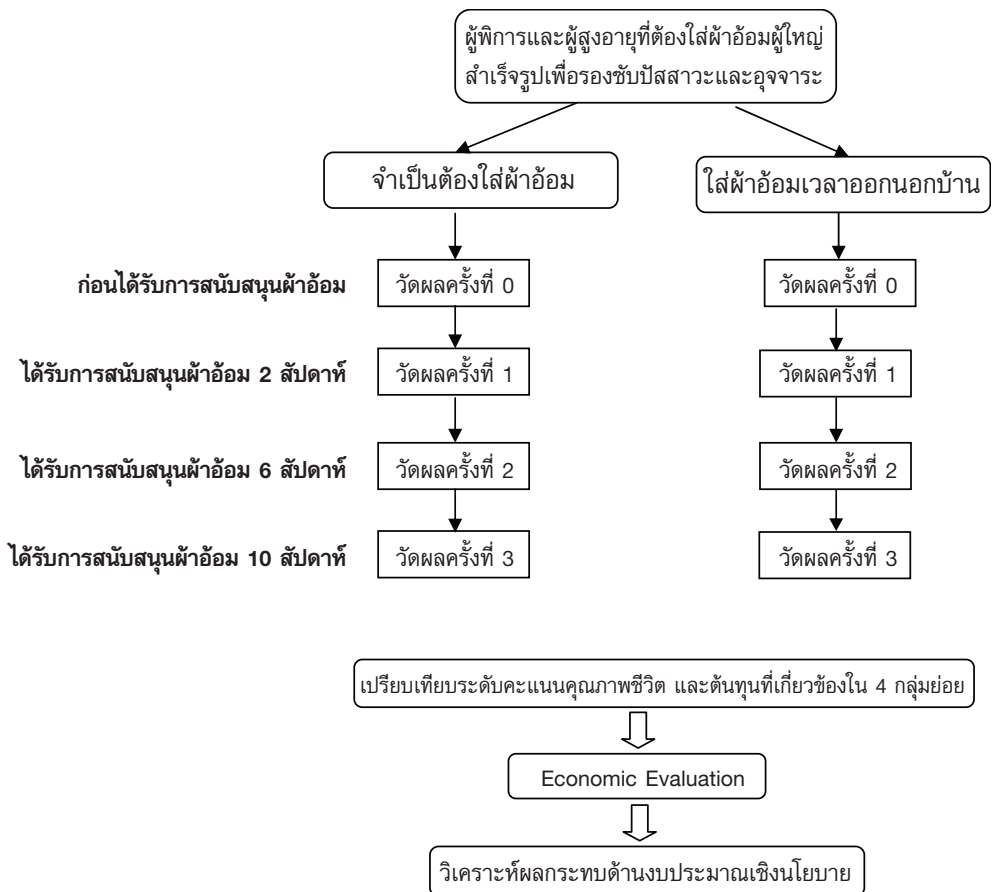 ผู้พิการและผู้สูงอายุที่ต้องใส่ผ้าอ้อมผู้ใหญ่
สำเร็จรูปเพื่อรองซับปัสสาวะและอุจจาระ
จำเป็นต้องใส่ผ้าอ้อม
ใส่ผ้าอ้อมเวลาออกนอกบ้าน
ก่อนได้รับการสนับสนุนผ้าอ้อม วัดผลครั้งที่ 0 วัดผลครั้งที่ 0
ได้รับการสนับสนุนผ้าอ้อม 2 สัปดาห์ วัดผลครั้งที่ 1 วัดผลครั้งที่ 1
ได้รับการสนับสนุนผ้าอ้อม 6 สัปดาห์ วัดผลครั้งที่ 2 วัดผลครั้งที่ 2
ได้รับการสนับสนุนผ้าอ้อม 10 สัปดาห์ วัดผลครั้งที่ 3 วัดผลครั้งที่ 3
เปรียบเทียบระดับคะแนนคุณภาพชีวิต และต้นทุนที่เกี่ยวข้องใน 4 กลุ่มย่อย
Economic Evaluation
วิเคราะห์ผลกระทบด้านงบประมาณเชิงนโยบาย